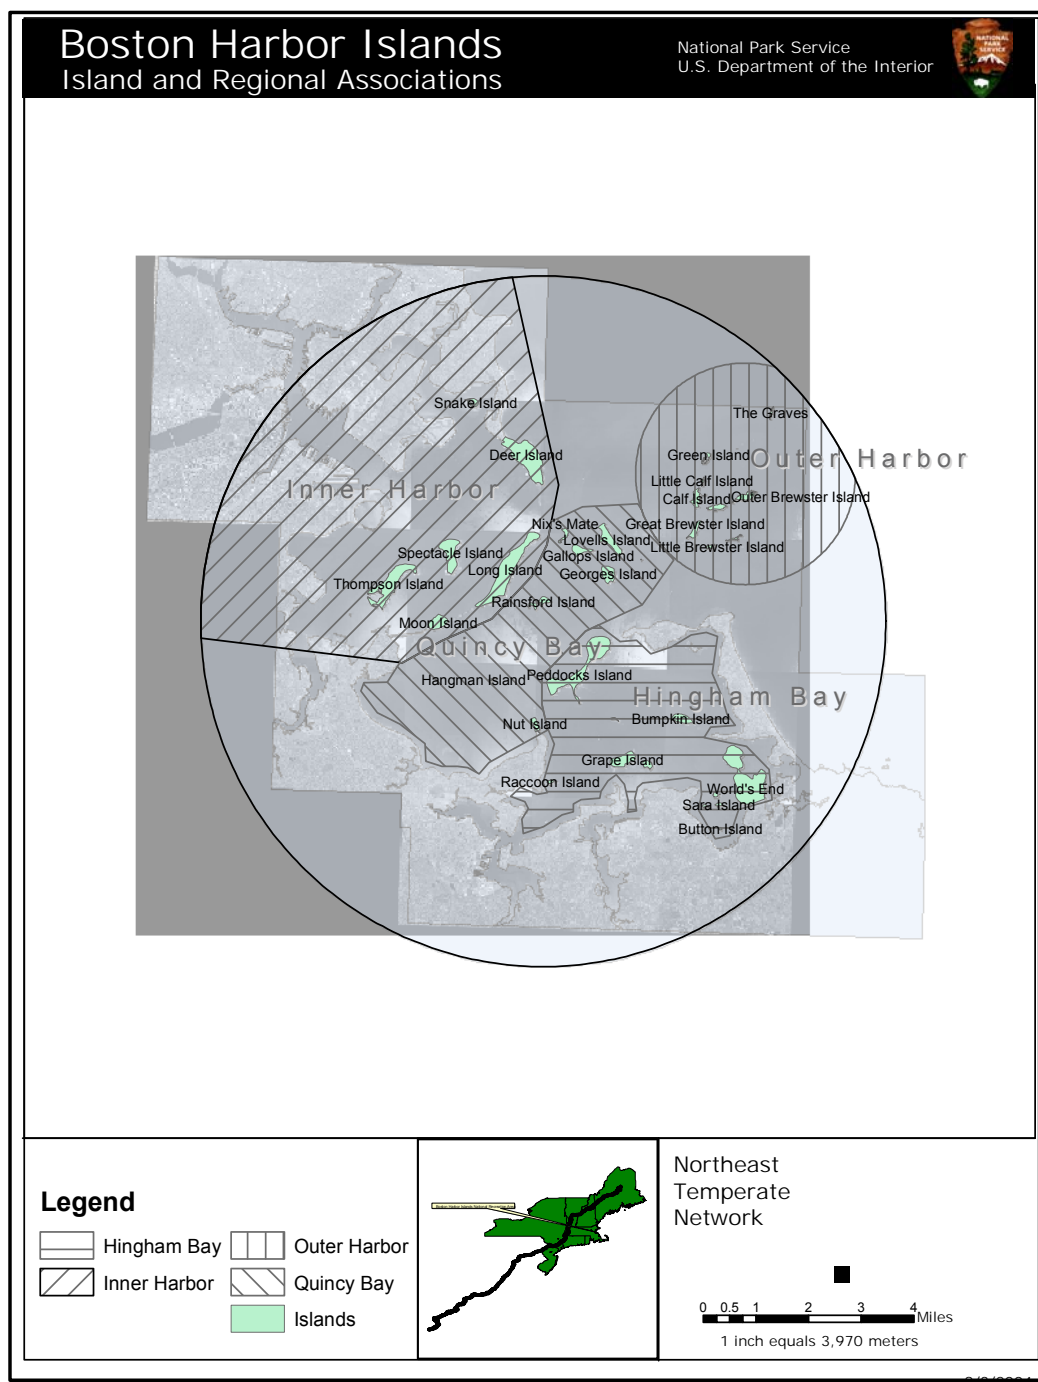 Boston Harbor Islands
Island and Regional Associations
National Park Service
U.S. Department of the Interior
NATIONAL
PARK
SERVICE
Snake Island
The Graves
Deer Island
Green Island
Outer Harbor
Little Calf Island
Inner Harbor
Calf Island
Outer Brewster Island
Nix's Mate
Great Brewster Island
Lovells Island
Little Brewster Island
Spectacle Island
Gallops Island
Long Island
Georges Island
Thompson Island
Rainsford Island
Moon Island
Quincy Bay
Hangman Island
Peddocks Island
Hingham Bay
Nut Island
Bumpkin Island
Grape Island
Raccoon Island
World's End
Sara Island
Button Island
Legend
Hingham Bay
Outer Harbor
Inner Harbor
Quincy Bay
Islands
Northeast
Temperate
Network
0 0.5 1 2 3 4
Miles
1 inch equals 3,970 meters